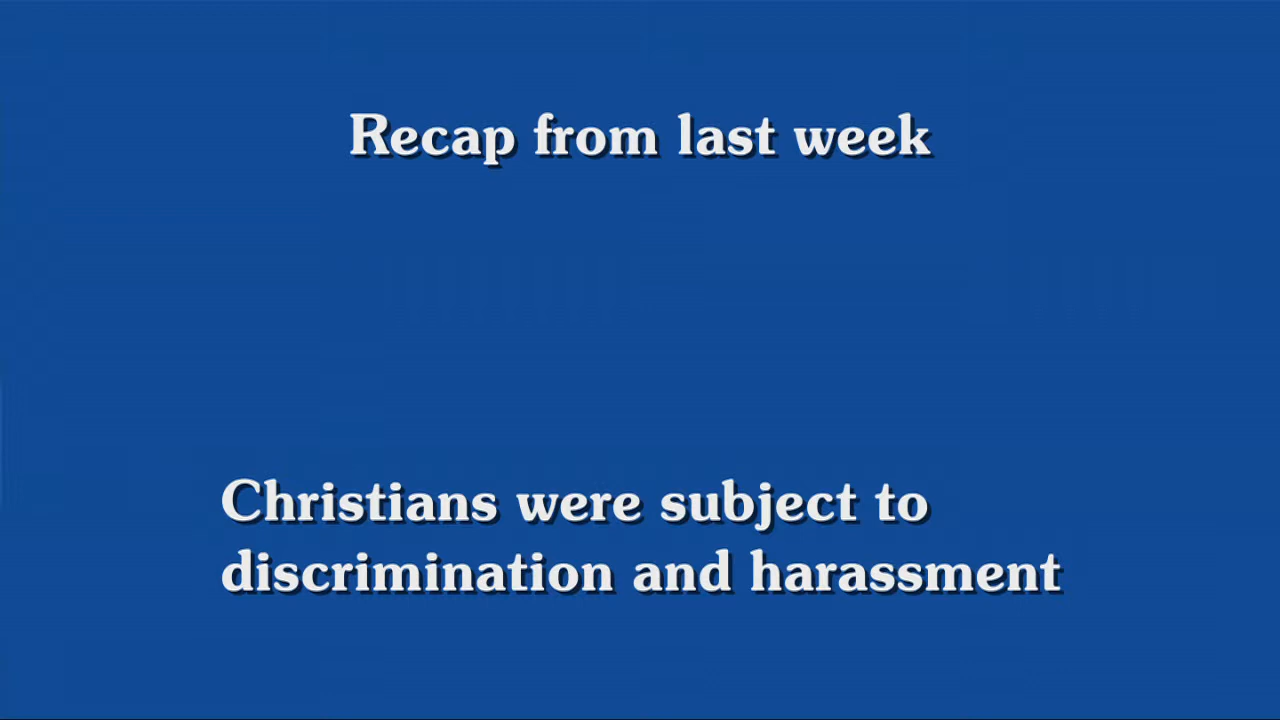 Recap from last week
Christians were subject to
discrimination and harassment